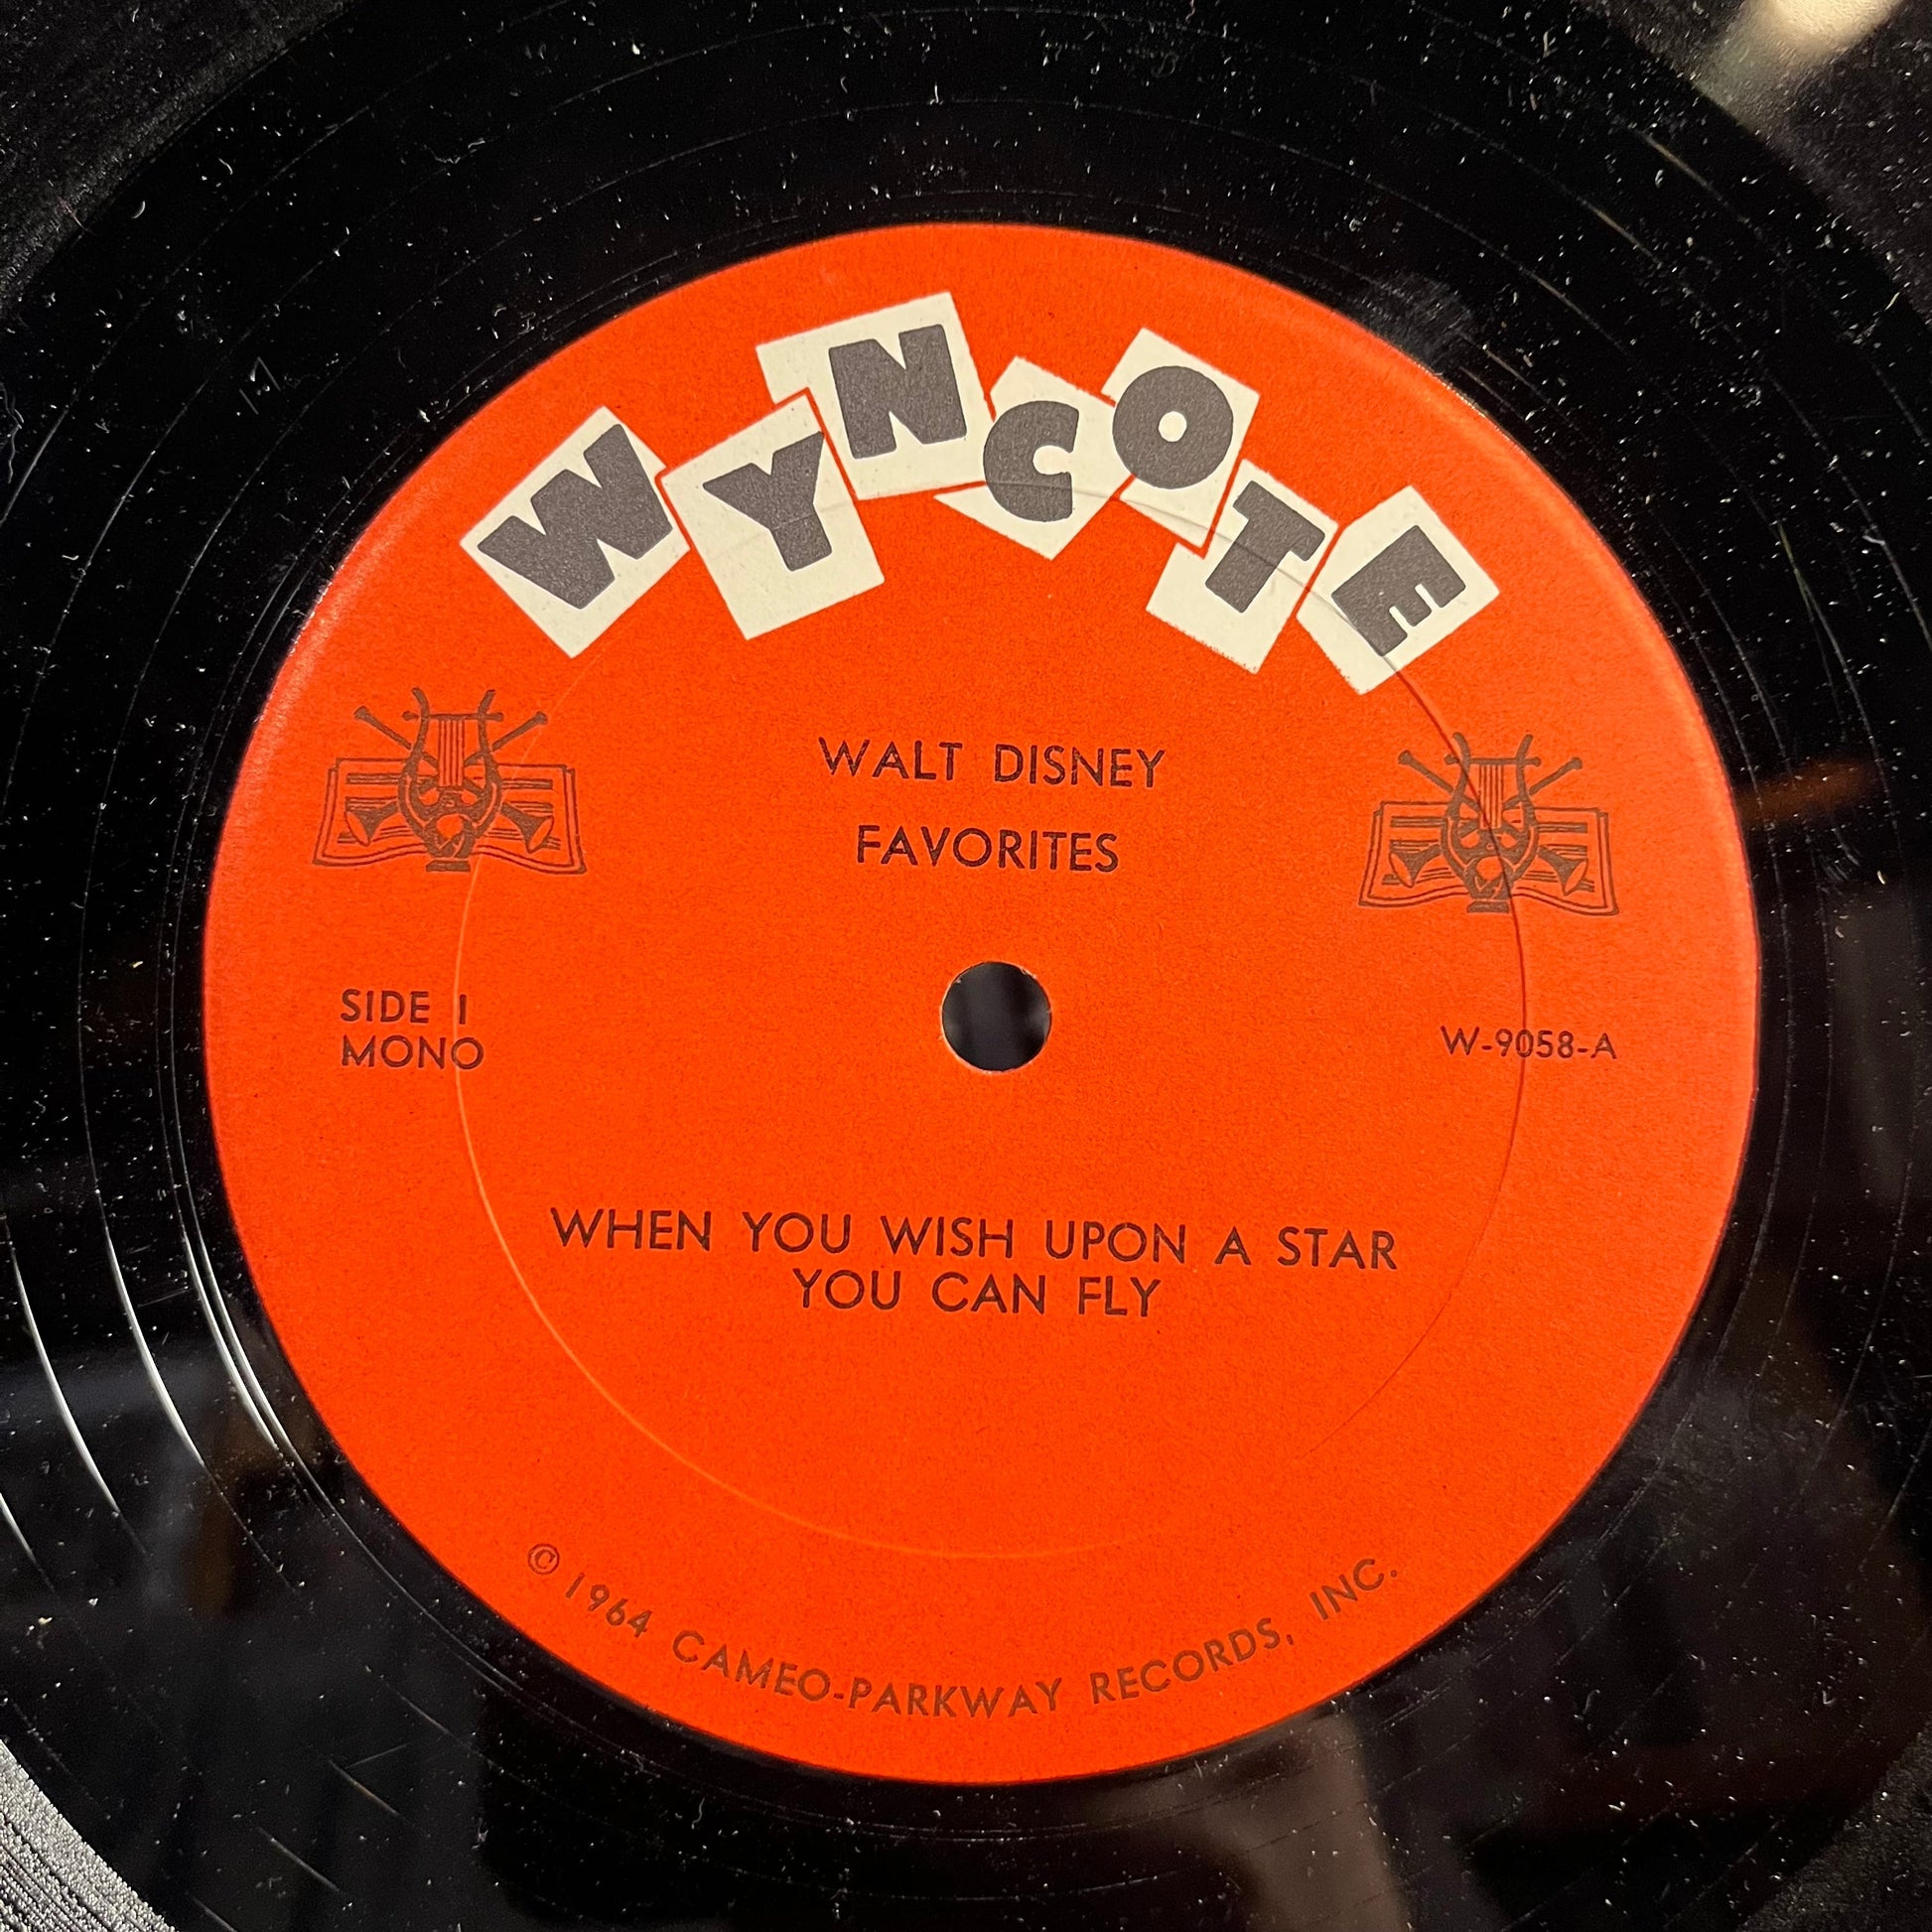 WYNCOTE
WALT DISNEY
FAVORITES
SIDE 1
MONO
W-9058-A
WHEN YOU WISH UPON A STAR
YOU CAN FLY
© 1964 CAMEO-PARKWAY RECORDS, INC.